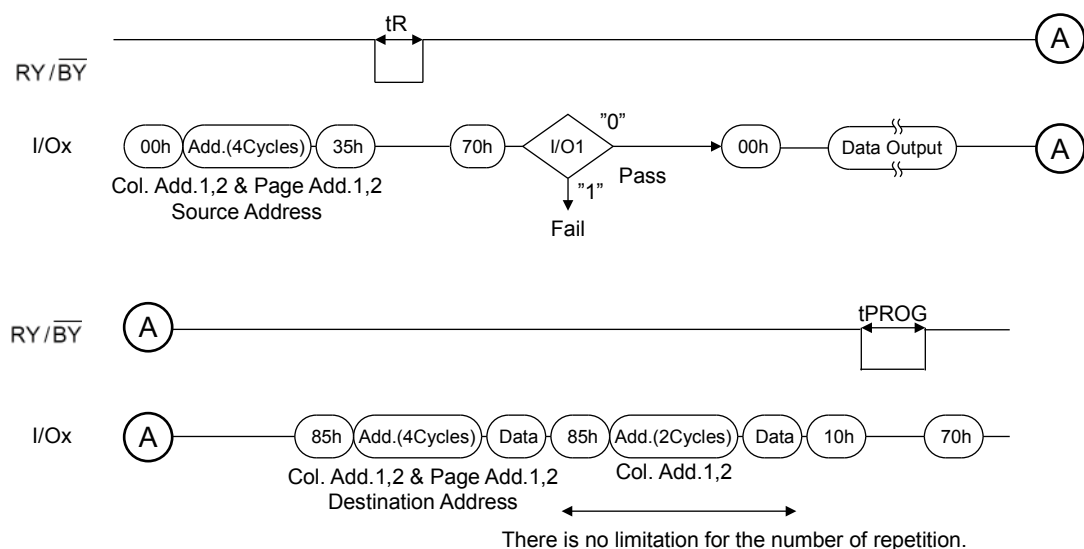 tR
A
RY/BY
I/Ox 00h Add.(4Cycles) 35h 70h I/O1 "0" 00h Data Output A
Pass
"1"
Fail
Col. Add.1,2 & Page Add.1,2
Source Address
tPROG
RY/BY A
I/Ox A 85h Add.(4Cycles) Data 85h Add.(2Cycles) Data 10h 70h
Col. Add.1,2 & Page Add.1,2
Destination Address
Col. Add.1,2
There is no limitation for the number of repetition.